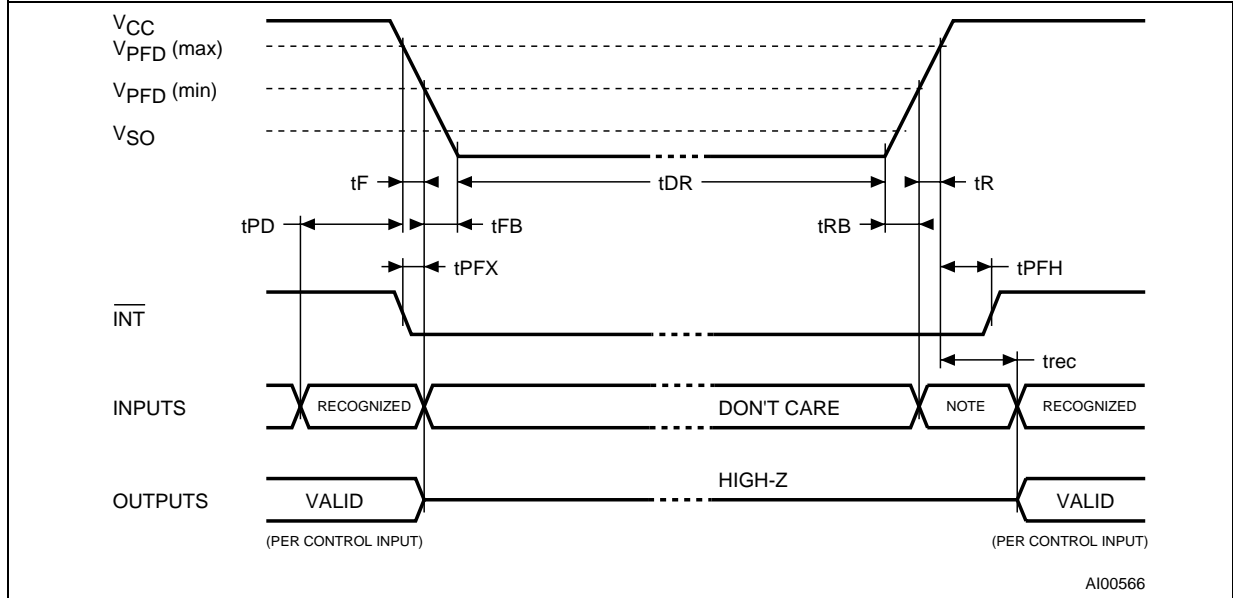 VCC
VPFD (max)
VPFD (min)
VSO
tF
tDR
tR
tPD
tFB
tRB
tPFX
tPFH
INT
trec
INPUTS
RECOGNIZED
DON'T CARE
NOTE
RECOGNIZED
HIGH-Z
OUTPUTS
VALID
VALID
(PER CONTROL INPUT)
(PER CONTROL INPUT)
AI00566